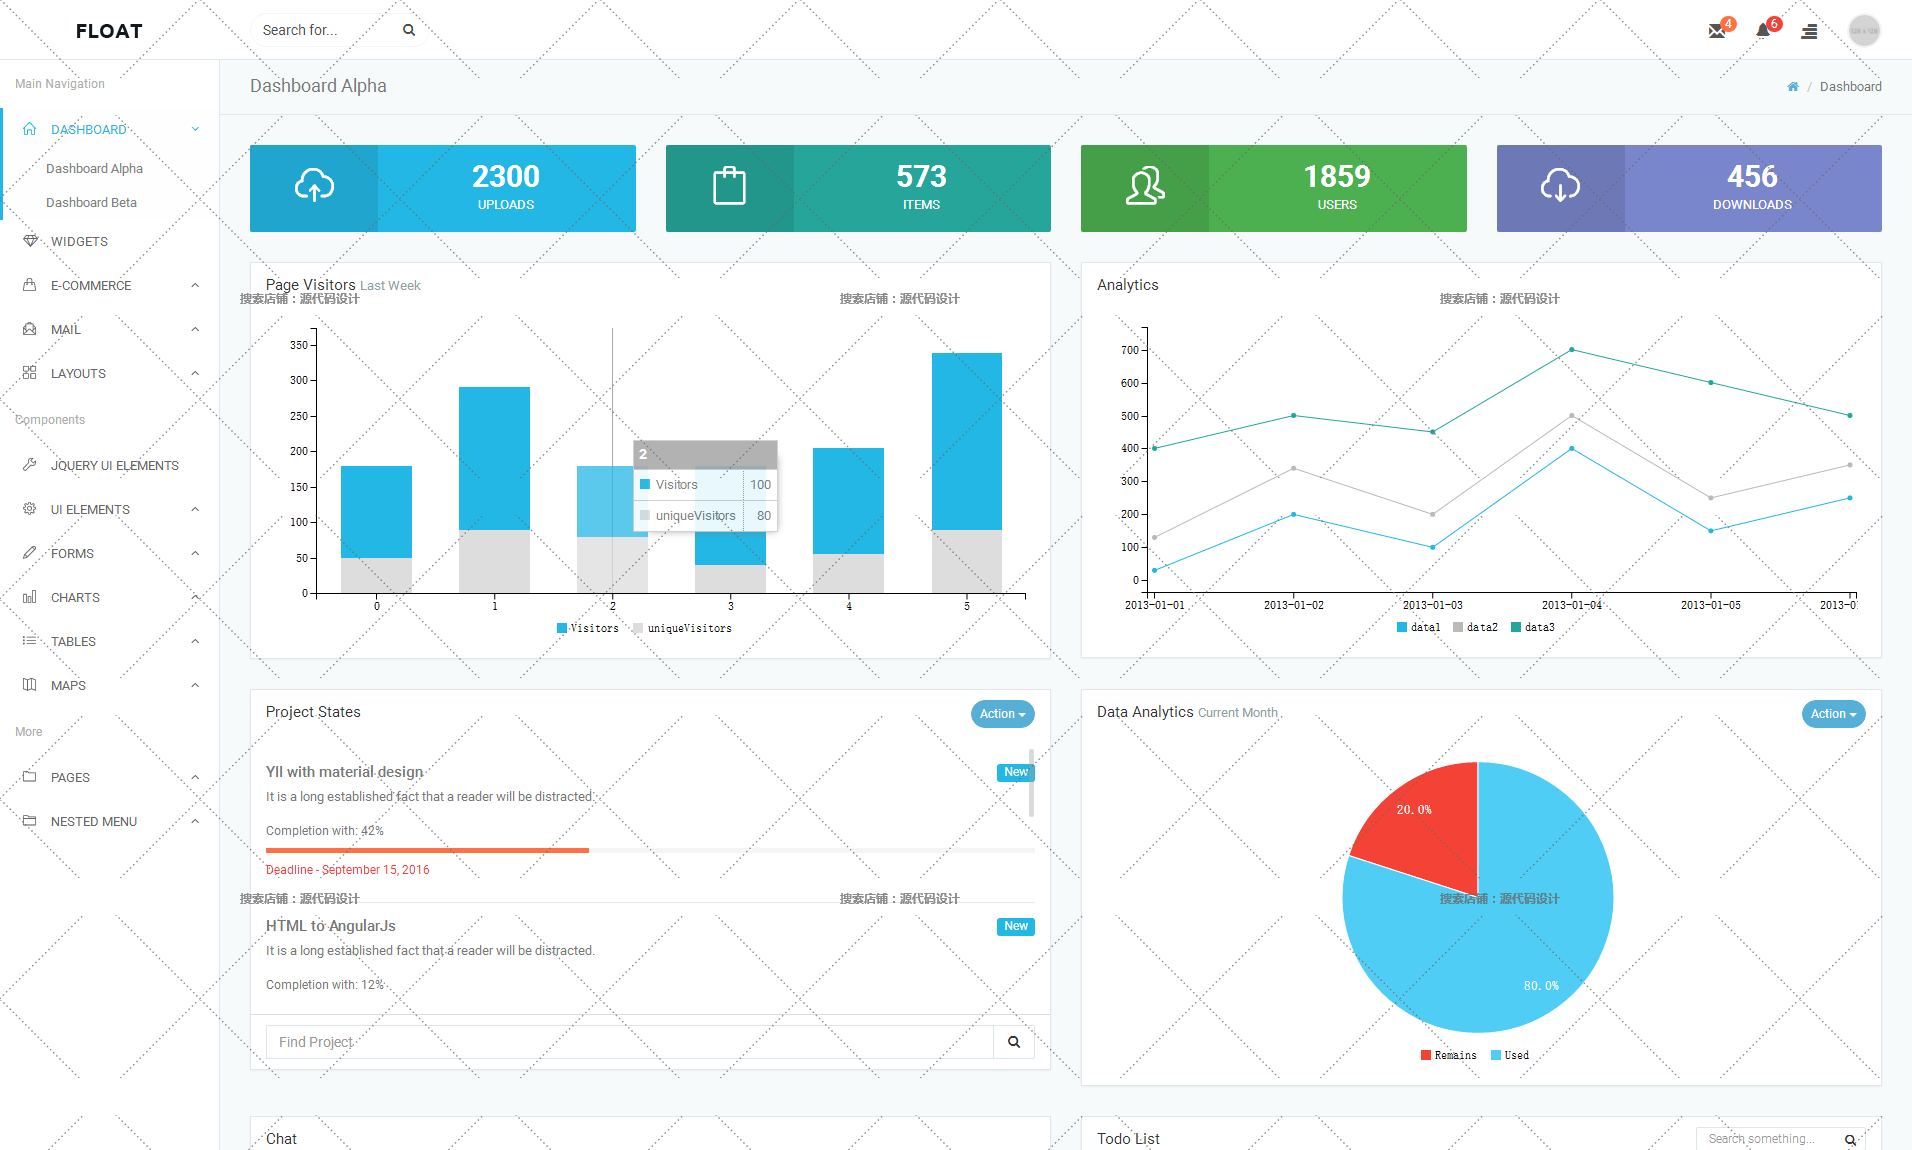 FLOAT
Search for...
4
6
128 x 128
Main Navigation
DASHBOARD
Dashboard Alpha
Dashboard Beta
WIDGETS
E-COMMERCE
MAIL
LAYOUTS
Components
JQUERY UI ELEMENTS
UI ELEMENTS
FORMS
CHARTS
TABLES
MAPS
More
PAGES
NESTED MENU
Dashboard Alpha
/ Dashboard
2300
UPLOADS
573
ITEMS
1859
USERS
456
DOWNLOADS
Page Visitors Last Week
搜索店铺：源代码设计
搜索店铺：源代码设计
350
300
250
200
150
100
50
0
0 1 2 3 4 5
2
Visitors 100
uniqueVisitors 80
Visitors uniqueVisitors
Analytics
搜索店铺：源代码设计
700
600
500
400
300
200
100
0
2013-01-01 2013-01-02 2013-01-03 2013-01-04 2013-01-05 2013-0
data1 data2 data3
Project States
Action
YII with material design
New
It is a long established fact that a reader will be distracted.
Completion with: 42%
Deadline - September 15, 2016
搜索店铺：源代码设计
搜索店铺：源代码设计
HTML to AngularJs
New
It is a long established fact that a reader will be distracted.
Completion with: 12%
Find Project
Data Analytics Current Month
Action
20.0%
搜索店铺：源代码设计
80.0%
Remains Used
Chat
Todo List
Search something...